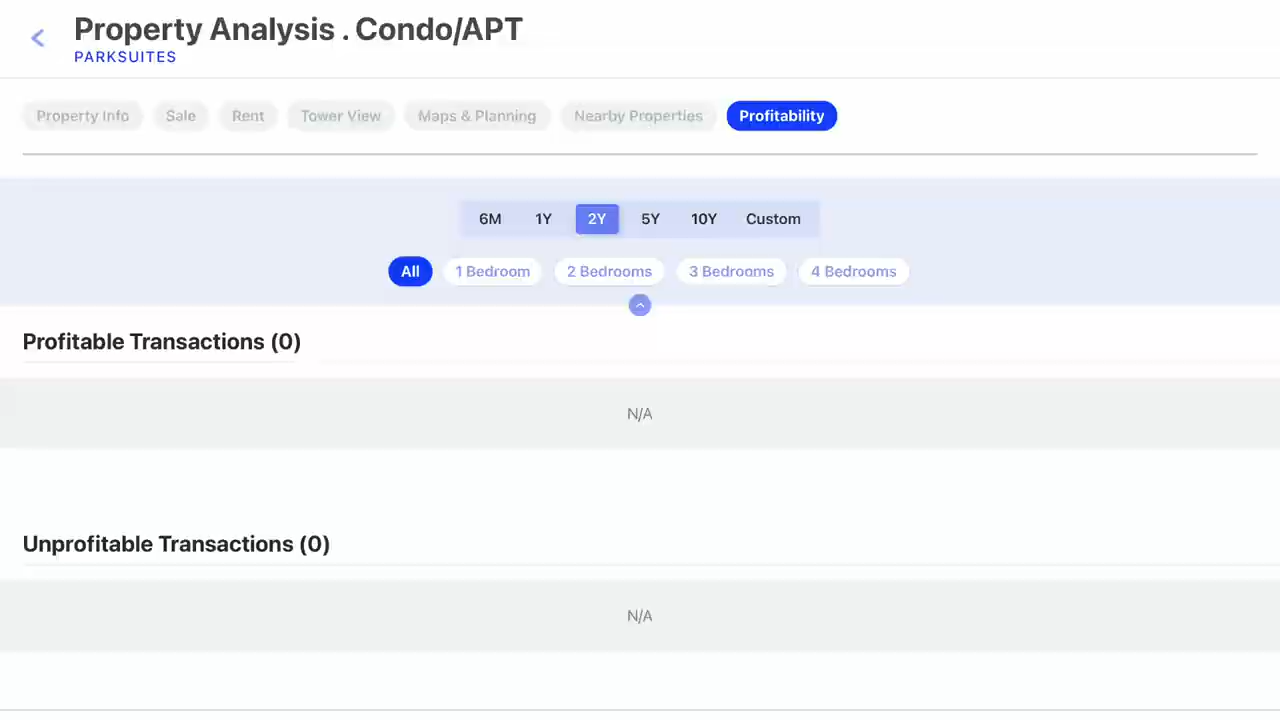 Property Analysis . Condo/APT
PARKSUITES
Property Info Sale Rent Tower View Maps & Planning Nearby Properties Profitability
6M 1Y 2Y 5Y 10Y Custom
All 1 Bedroom 2 Bedrooms 3 Bedrooms 4 Bedrooms
Profitable Transactions (0)
N/A
Unprofitable Transactions (0)
N/A